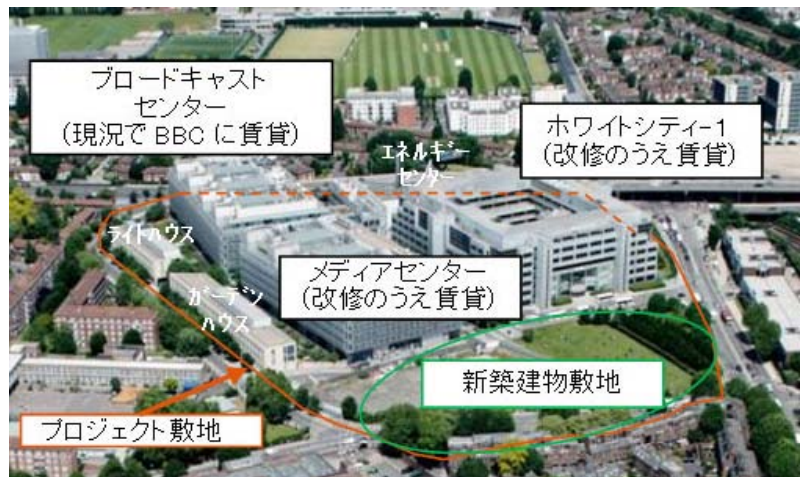 ブロードキャスト
センター
(現況で BBC に賃貸)
エネルギー
センター
ホワイトシティ-1
(改修のうえ賃貸)
ライトハウス
メディアセンター
(改修のうえ賃貸)
ガーデン
ハウス
新築建物敷地
プロジェクト敷地